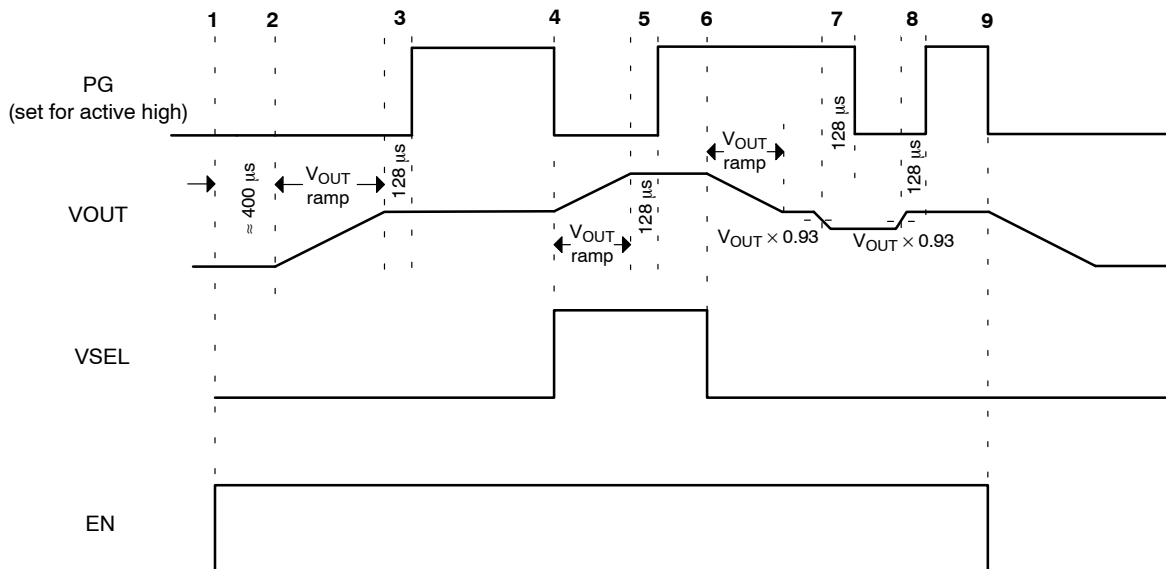 1 2 3 4 5 6 7 8 9
PG
(set for active high)
128 μs
VOUT
ramp
128 μs
VOUT
ramp
128 μs
≈ 400 μs
VOUT
128 μs
VOUT
ramp
VOUT × 0.93
VOUT × 0.93
VSEL
EN